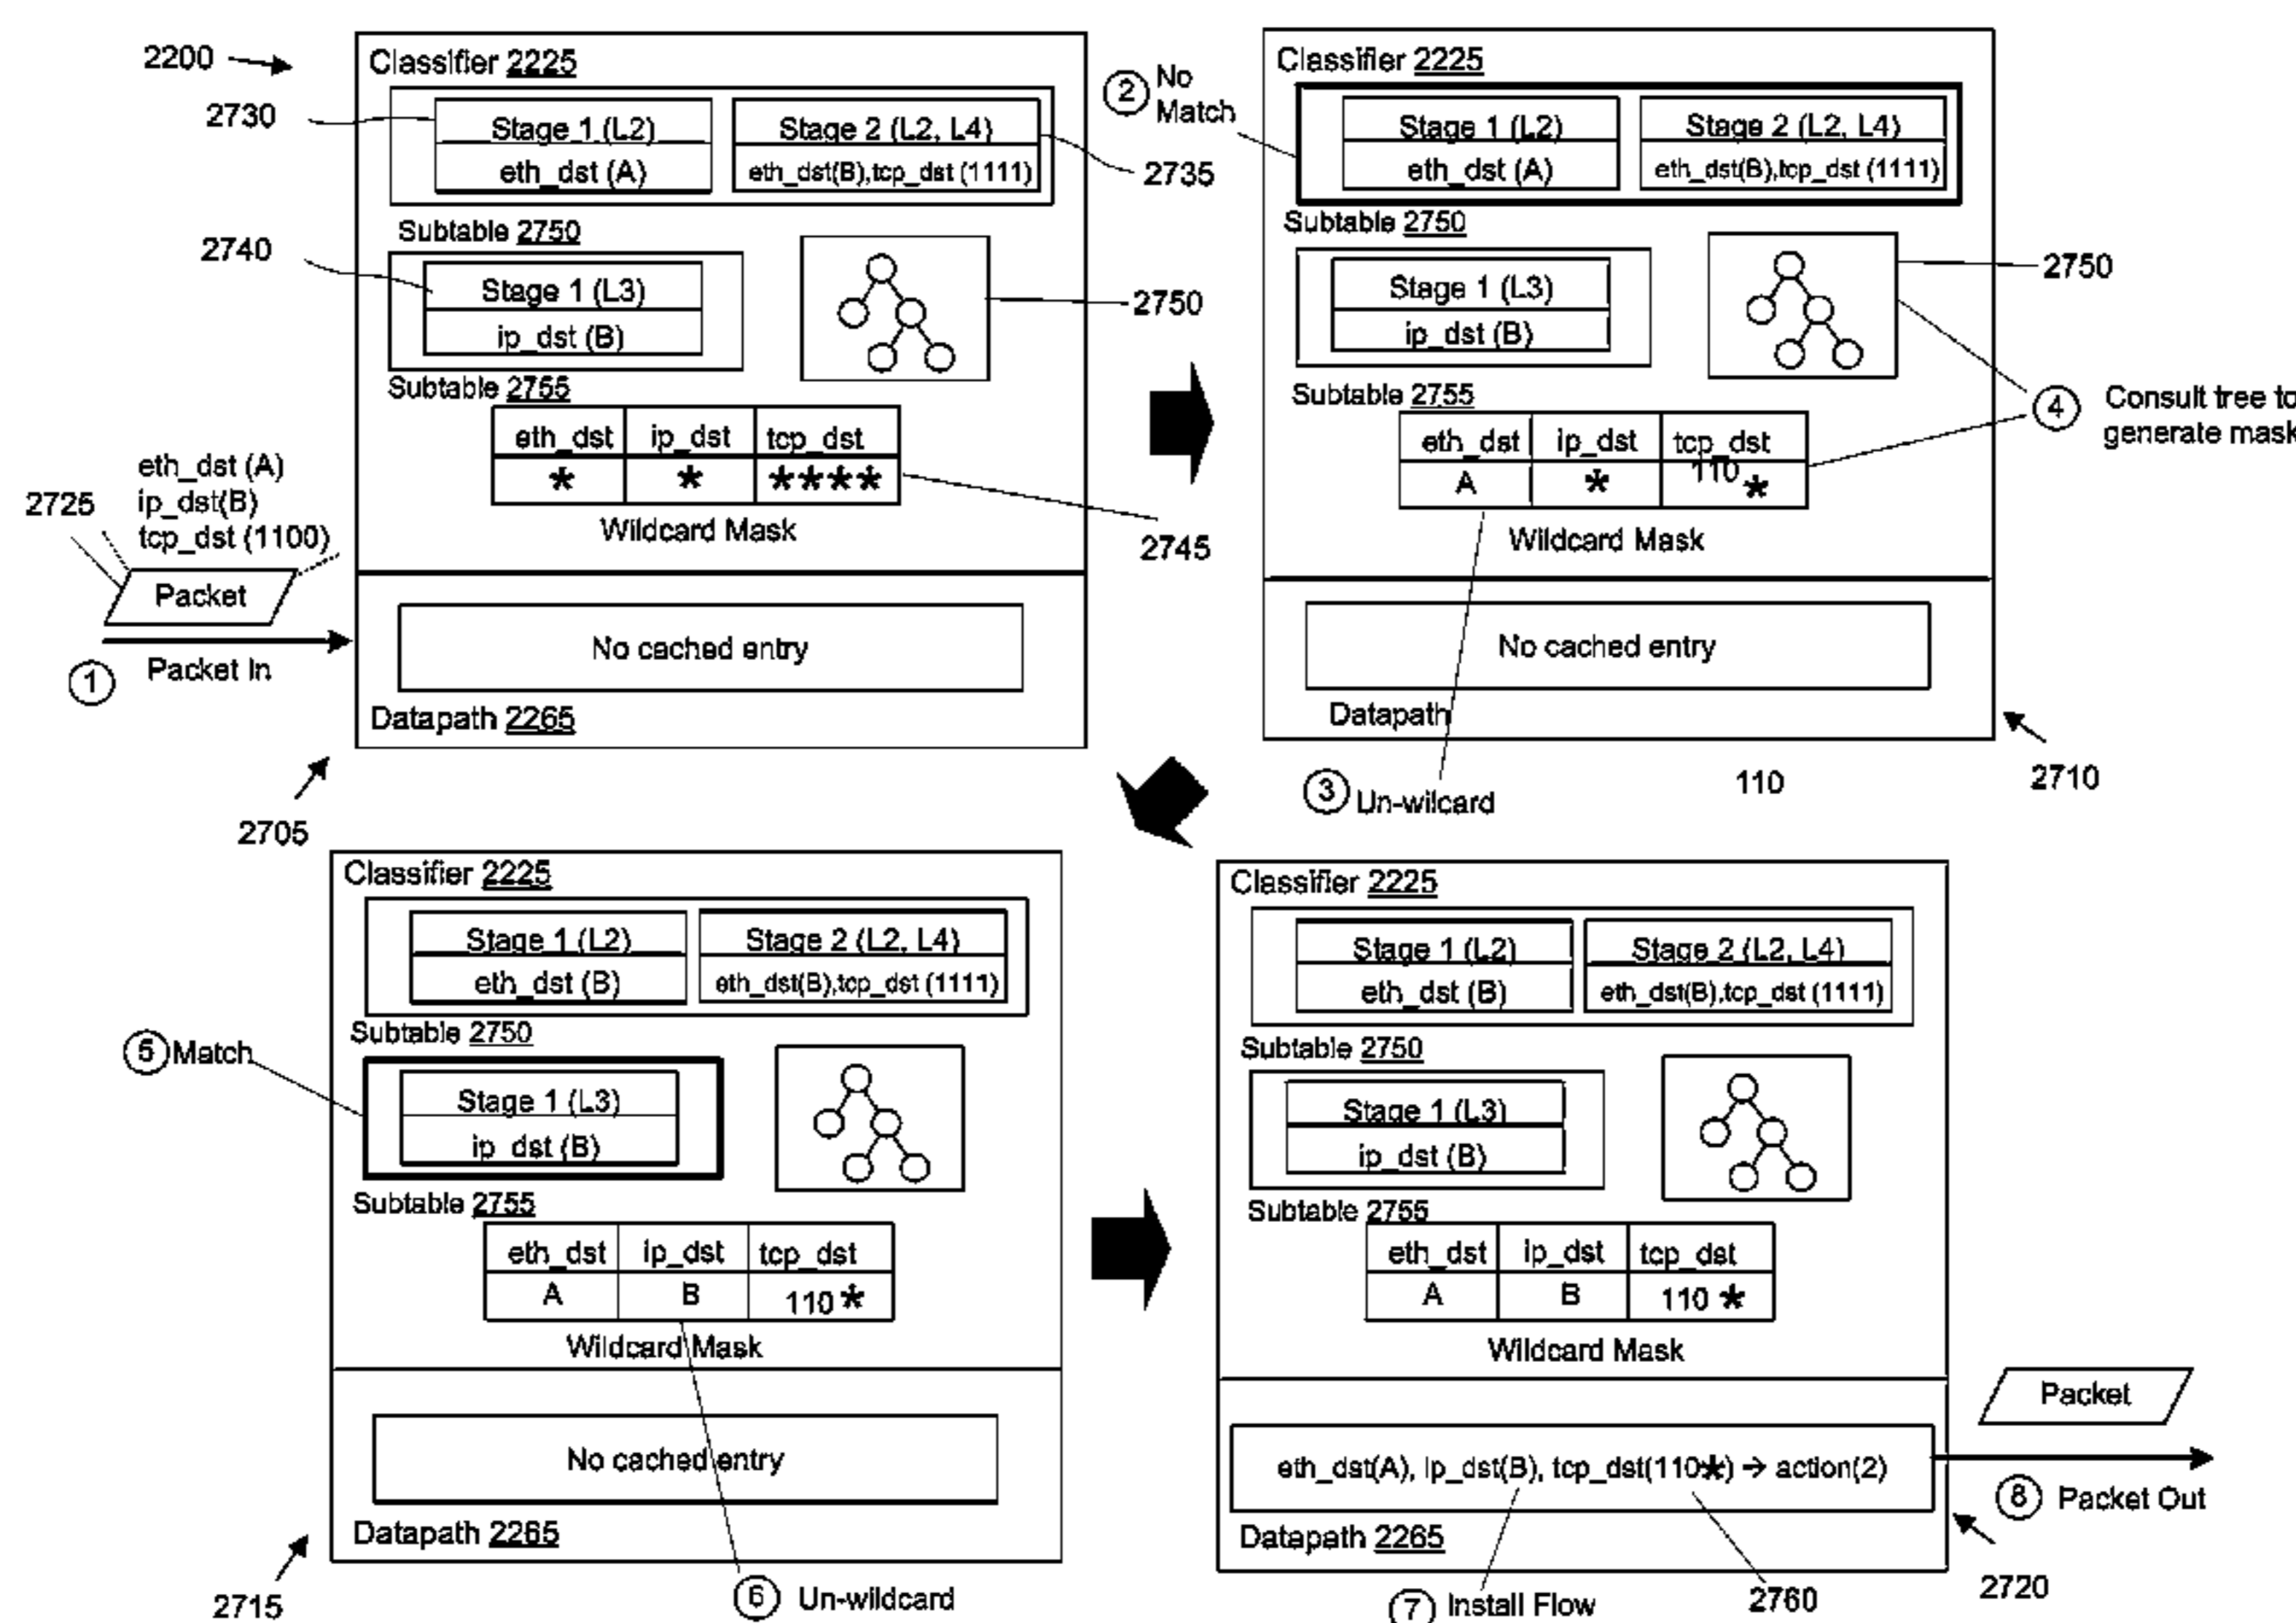 2200
Classifier 2225
2730
Stage 1 (L2)
Stage 2 (L2, L4)
eth_dst (A)
eth_dst(B),tcp_dst (1111)
2735
Subtable 2750
2740
Stage 1 (L3)
ip_dst (B)
2750
Subtable 2755
eth_dst ip_dst tcp_dst
* * ****
Wildcard Mask
2745
2725
eth_dst (A)
ip_dst(B)
tcp_dst (1100)
Packet
1 Packet In
No cached entry
Datapath 2265
2705
Classifier 2225
2 No
Match
Stage 1 (L2)
Stage 2 (L2, L4)
eth_dst (A)
eth_dst(B),tcp_dst (1111)
Subtable 2750
Stage 1 (L3)
ip_dst (B)
2750
Subtable 2755
4 Consult tree to
generate mask
eth_dst ip_dst tcp_dst
A * 110 *
Wildcard Mask
No cached entry
Datapath
3 Un-wilcard
110
2710
Classifier 2225
Stage 1 (L2)
Stage 2 (L2, L4)
eth_dst (B)
eth_dst(B),tcp_dst (1111)
Subtable 2750
5 Match
Stage 1 (L3)
ip_dst (B)
Subtable 2755
eth_dst ip_dst tcp_dst
A B 110 *
Wildcard Mask
No cached entry
Datapath 2265
2715
6 Un-wildcard
Classifier 2225
Stage 1 (L2)
Stage 2 (L2, L4)
eth_dst (B)
eth_dst(B),tcp_dst (1111)
Subtable 2750
Stage 1 (L3)
ip_dst (B)
Subtable 2755
eth_dst ip_dst tcp_dst
A B 110 *
Wildcard Mask
Packet
eth_dst(A), ip_dst(B), tcp_dst(110*) → action(2)
8 Packet Out
Datapath 2265
7 Install Flow
2760
2720